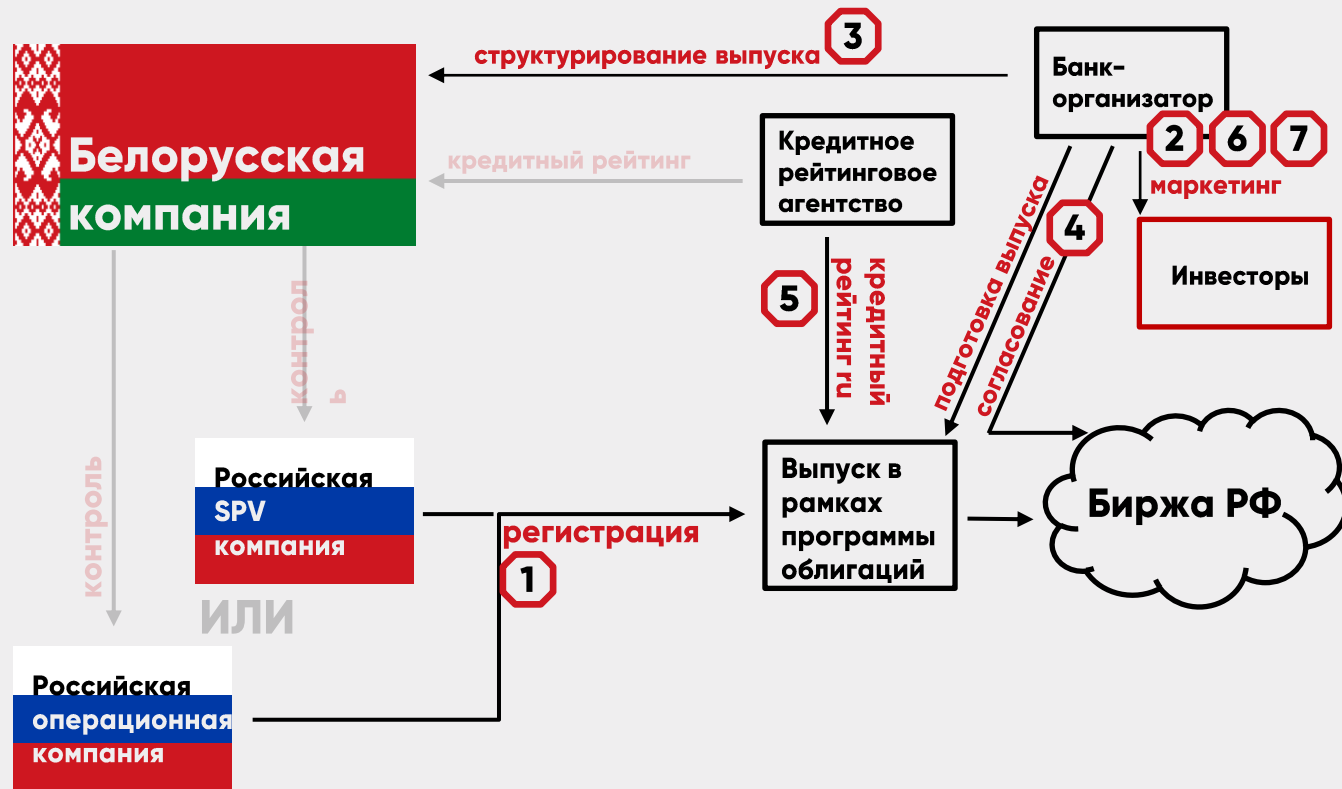 структурирование выпуска
3
Банк-
организатор
2 6 7
маркетинг
Инвесторы
Белорусская
компания
кредитный рейтинг
Кредитное
рейтинговое
агентство
5
кредитный
рейтинг ru
подготовка выпуска
согласование
4
контроль
контрол
ь
Российская
SPV
компания
ИЛИ
Российская
операционная
компания
регистрация
1
Выпуск в
рамках
программы
облигаций
Биржа РФ